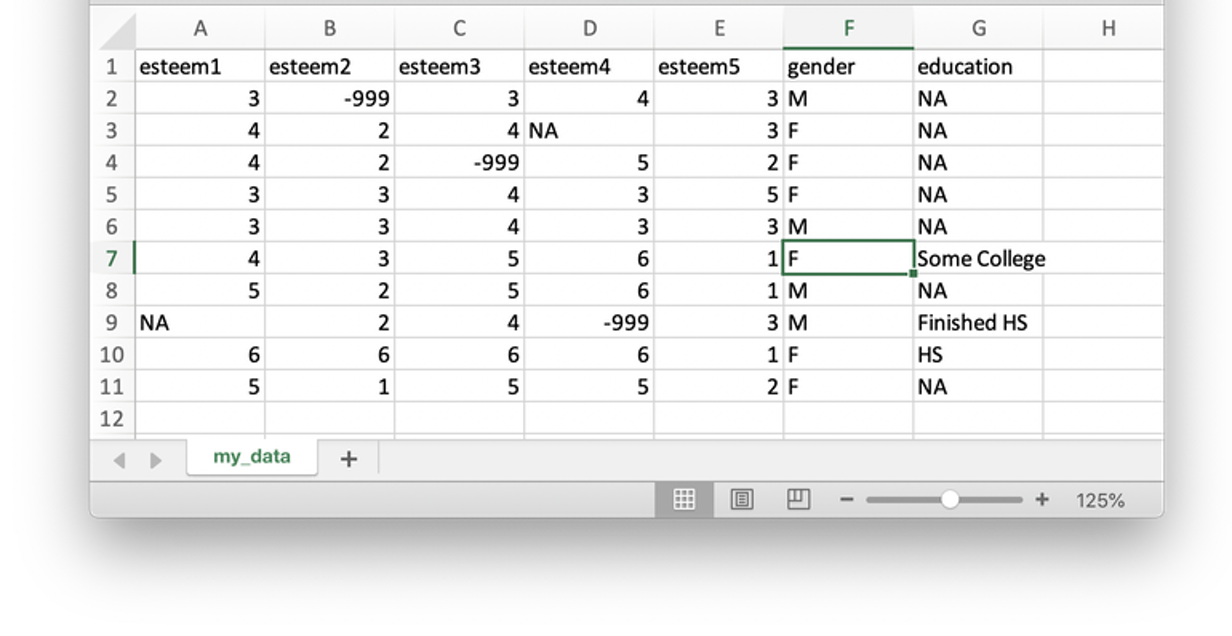 A B C D E F G H
1 esteem1 esteem2 esteem3 esteem4 esteem5 gender education
2 3 -999 3 4 3 M NA
3 4 2 4 NA 3 F NA
4 4 2 -999 5 2 F NA
5 3 3 4 3 5 F NA
6 3 3 4 3 3 M NA
7 4 3 5 6 1 F Some College
8 5 2 5 6 1 M NA
9 NA 2 4 -999 3 M Finished HS
10 6 6 6 6 1 F HS
11 5 1 5 5 2 F NA
12
my_data +
− + 125%